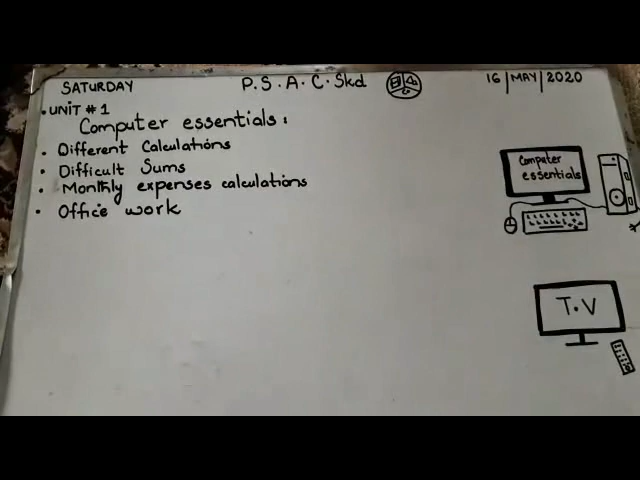 SATURDAY P.S.A.C.Skd 16|MAY|2020
• UNIT #1
Computer essentials:
• Different Calculations
• Difficult Sums
• Monthly expenses calculations
• Office work
Computer
essentials
T.V